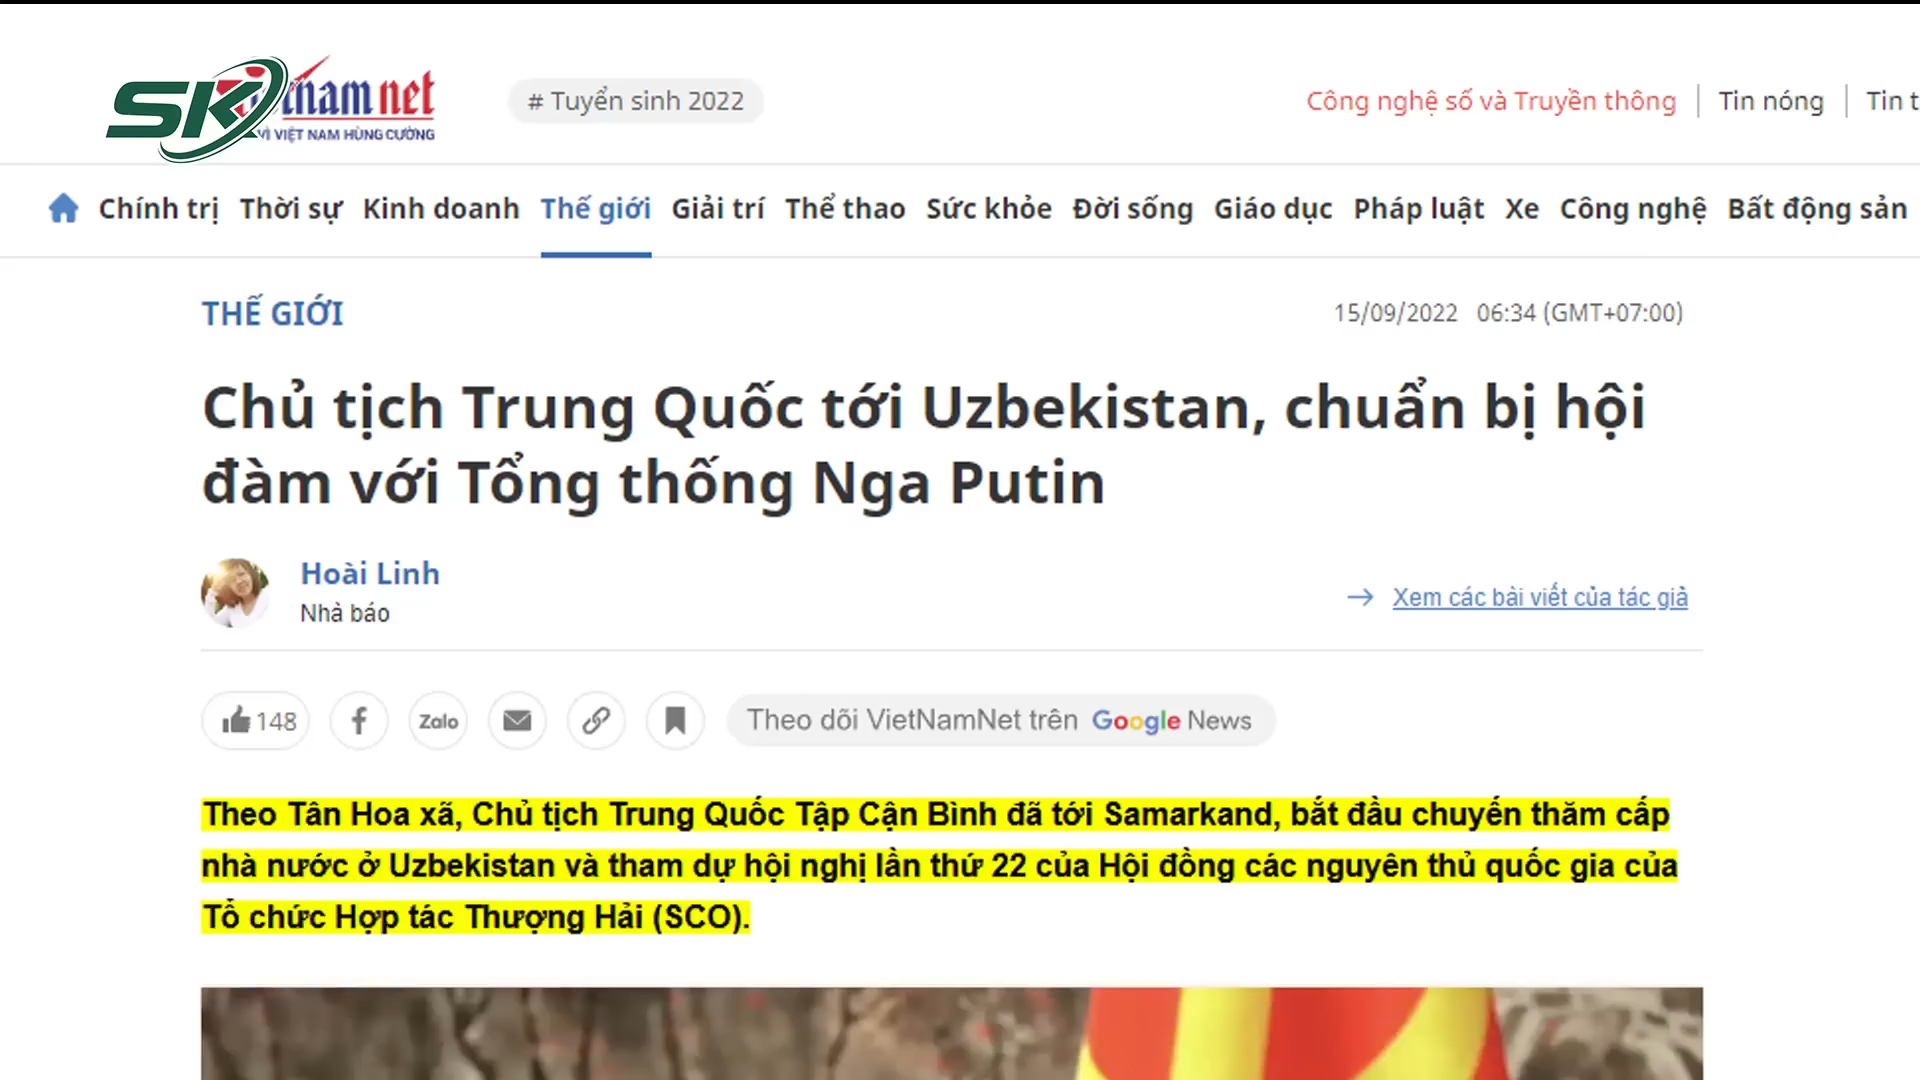 SK
namnet
VÌ VIỆT NAM HÙNG CƯỜNG
# Tuyển sinh 2022
Công nghệ số và Truyền thông
Tin nóng
Tin t
Chính trị Thời sự Kinh doanh Thế giới Giải trí Thể thao Sức khỏe Đời sống Giáo dục Pháp luật Xe Công nghệ Bất động sản
THẾ GIỚI
15/09/2022 06:34 (GMT+07:00)
Chủ tịch Trung Quốc tới Uzbekistan, chuẩn bị hội
đàm với Tổng thống Nga Putin
Hoài Linh
Nhà báo
Xem các bài viết của tác giả
148
Zalo
Theo dõi VietNamNet trên Google News
Theo Tân Hoa xã, Chủ tịch Trung Quốc Tập Cận Bình đã tới Samarkand, bắt đầu chuyến thăm cấp
nhà nước ở Uzbekistan và tham dự hội nghị lần thứ 22 của Hội đồng các nguyên thủ quốc gia của
Tổ chức Hợp tác Thượng Hải (SCO).